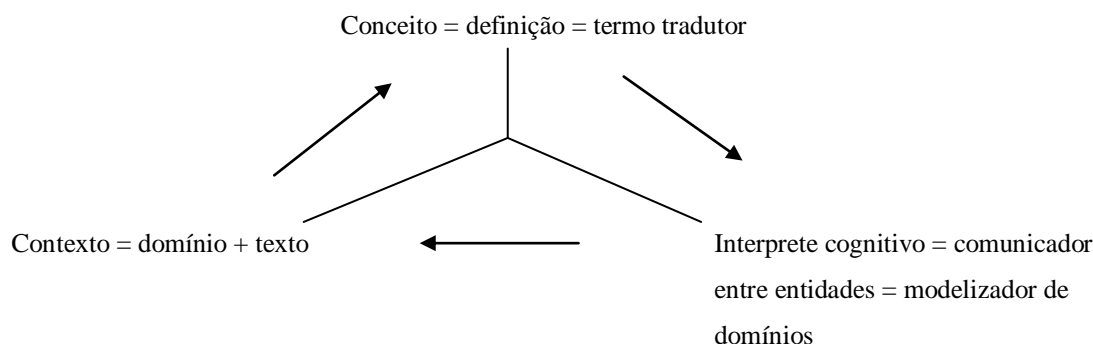 Conceito = definição = termo tradutor
Contexto = domínio + texto
Interprete cognitivo = comunicador
entre entidades = modelizador de
domínios